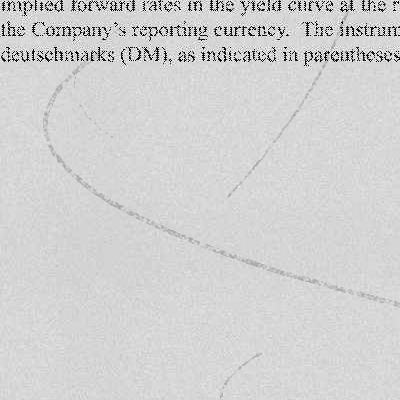 implied forward rates in the yield curve at the
the Company's reporting currency. The
deutschmarks (DM), as indicated in parentheses